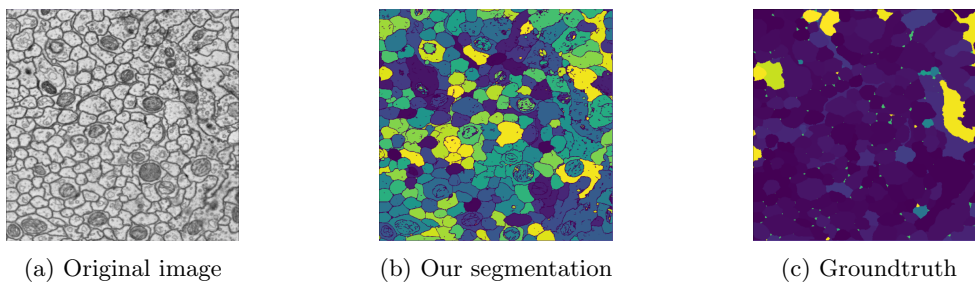 (a) Original image
(b) Our segmentation
(c) Groundtruth